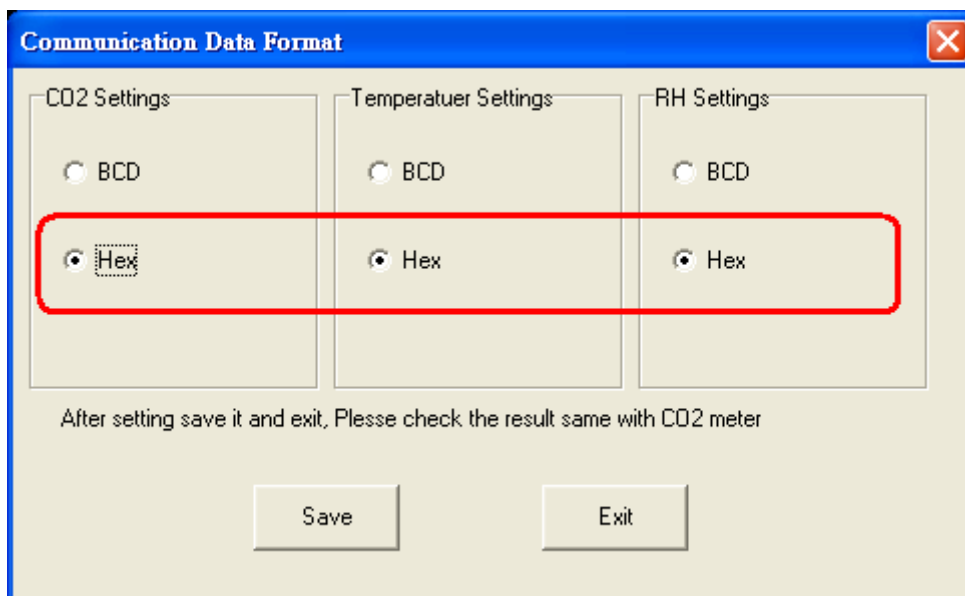 Communication Data Format
CO2 Settings Temperatuer Settings RH Settings
BCD BCD BCD
Hex Hex Hex
After setting save it and exit, Plesse check the result same with CO2 meter
Save Exit